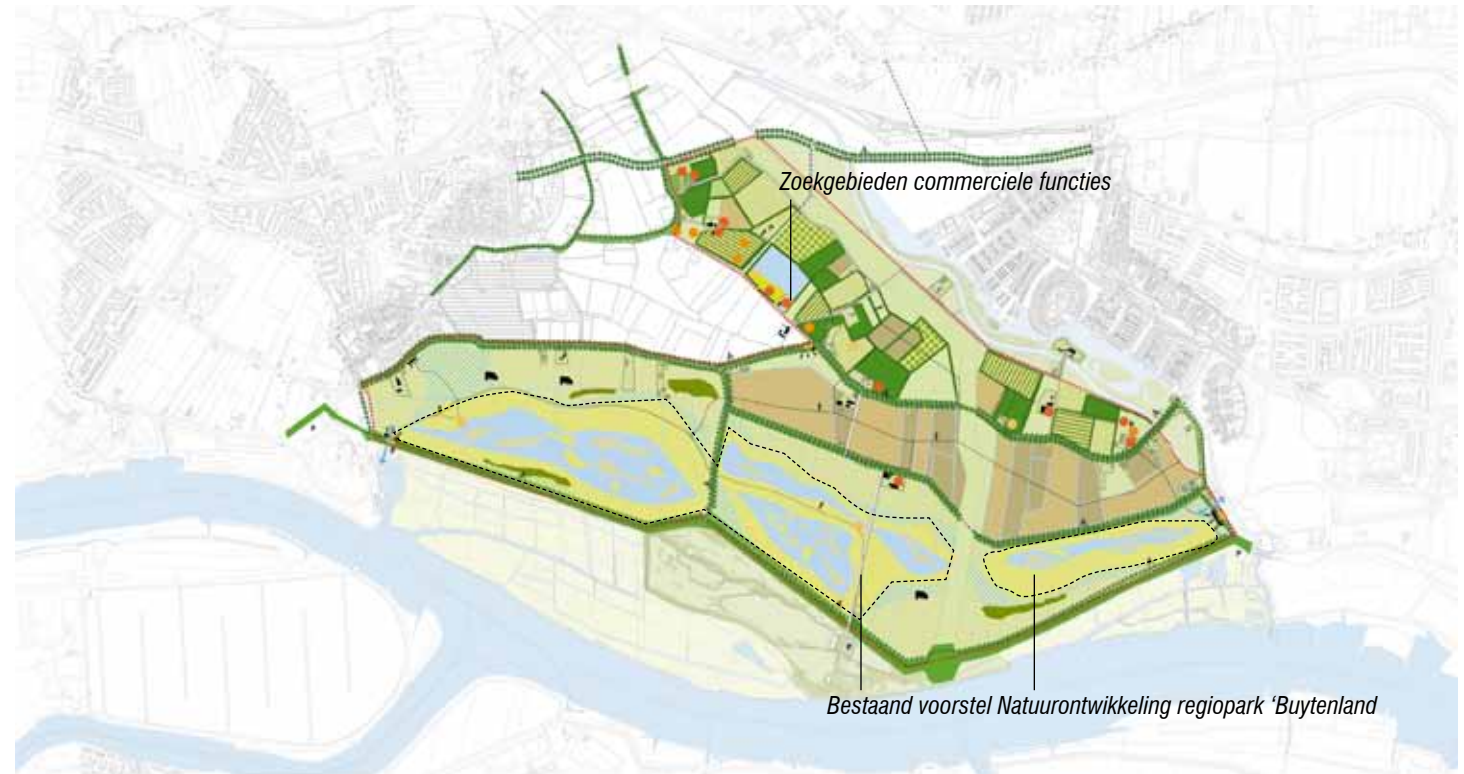 Zoekgebieden commerciele functies
Bestaand voorstel Natuurontwikkeling regiopark ‘Buytenland